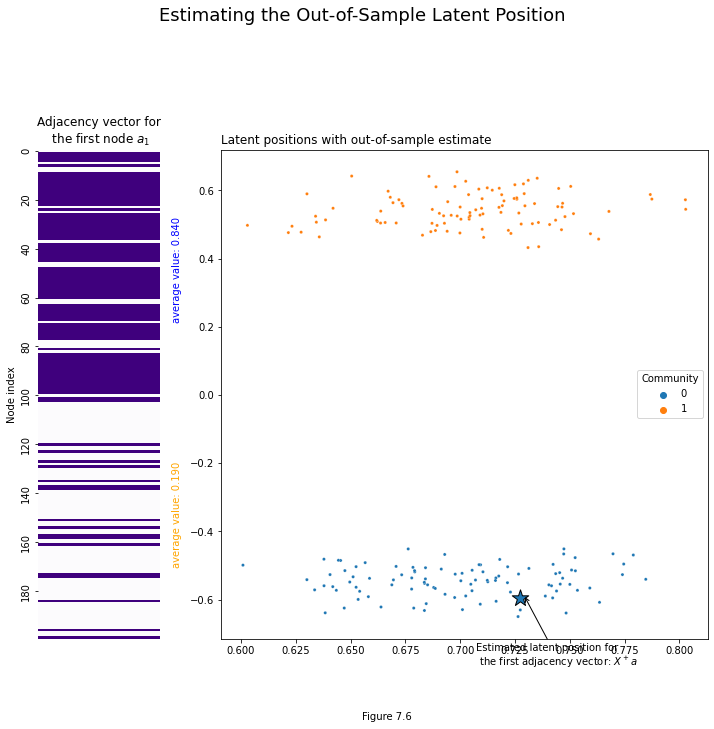 Estimating the Out-of-Sample Latent Position
Adjacency vector for
the first node a₁
0
20
40
60
80
100
120
140
160
180
Node index
average value: 0.840
average value: 0.190
Latent positions with out-of-sample estimate
0.6
0.4
0.2
0.0
−0.2
−0.4
−0.6
0.600
0.625
0.650
0.675
0.700
0.725
0.750
0.775
0.800
Community
0
1
Estimated latent position for
the first adjacency vector: X⁺a
Figure 7.6